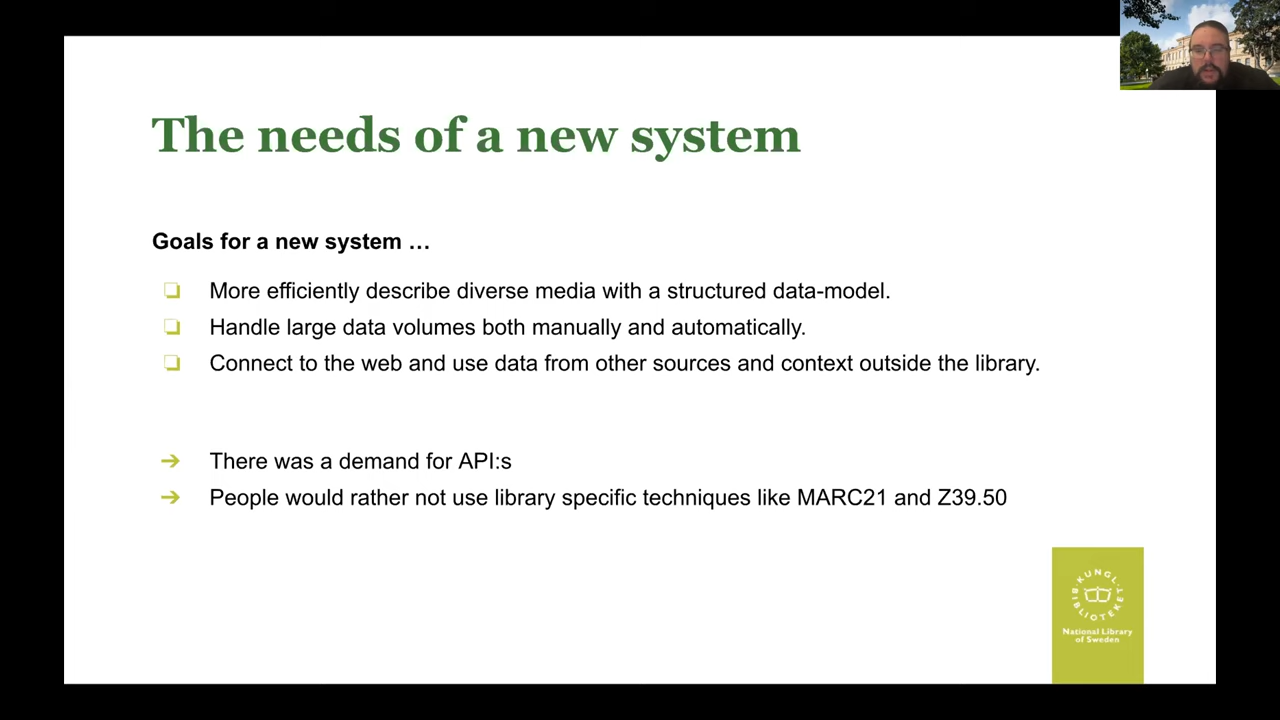 The needs of a new system
Goals for a new system …
More efficiently describe diverse media with a structured data-model.
Handle large data volumes both manually and automatically.
Connect to the web and use data from other sources and context outside the library.
There was a demand for API:s
People would rather not use library specific techniques like MARC21 and Z39.50
KUNGL.
BIBLIOTEKET
National Library
of Sweden